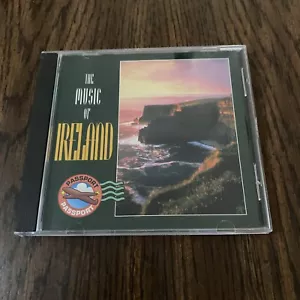 THE
MUSIC
OF
IRELAND
PASSPORT
PASSPORT